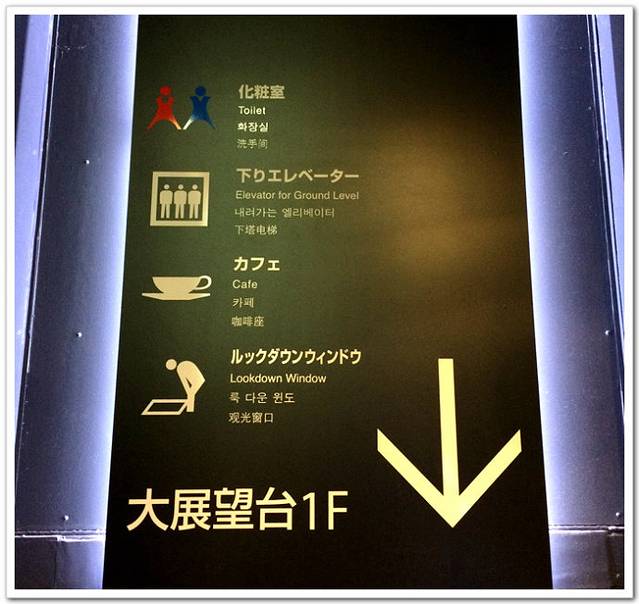 化粧室
Toilet
화장실
洗手间
下りエレベーター
Elevator for Ground Level
내려가는 엘리베이터
下塔电梯
カフェ
Cafe
카페
咖啡座
ルックダウンウィンドウ
Lookdown Window
룩 다운 윈도
观光窗口
大展望台1F